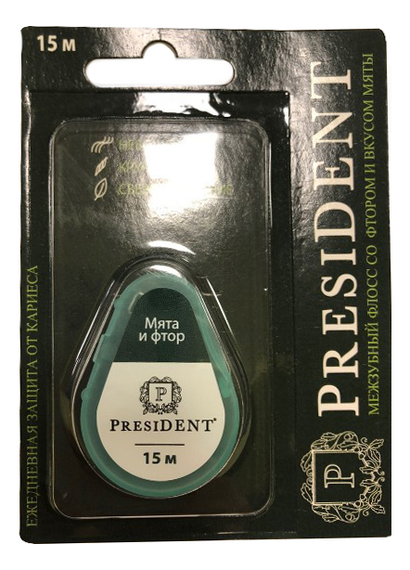 15 м
PRESIDENT
МЕЖЗУБНЫЙ ФЛОСС СО ФТОРОМ И ВКУСОМ МЯТЫ
ЕЖЕДНЕВНАЯ ЗАЩИТА ОТ КАРИЕСА
Мята
и фтор
P
PRESIDENT®
15 м
P